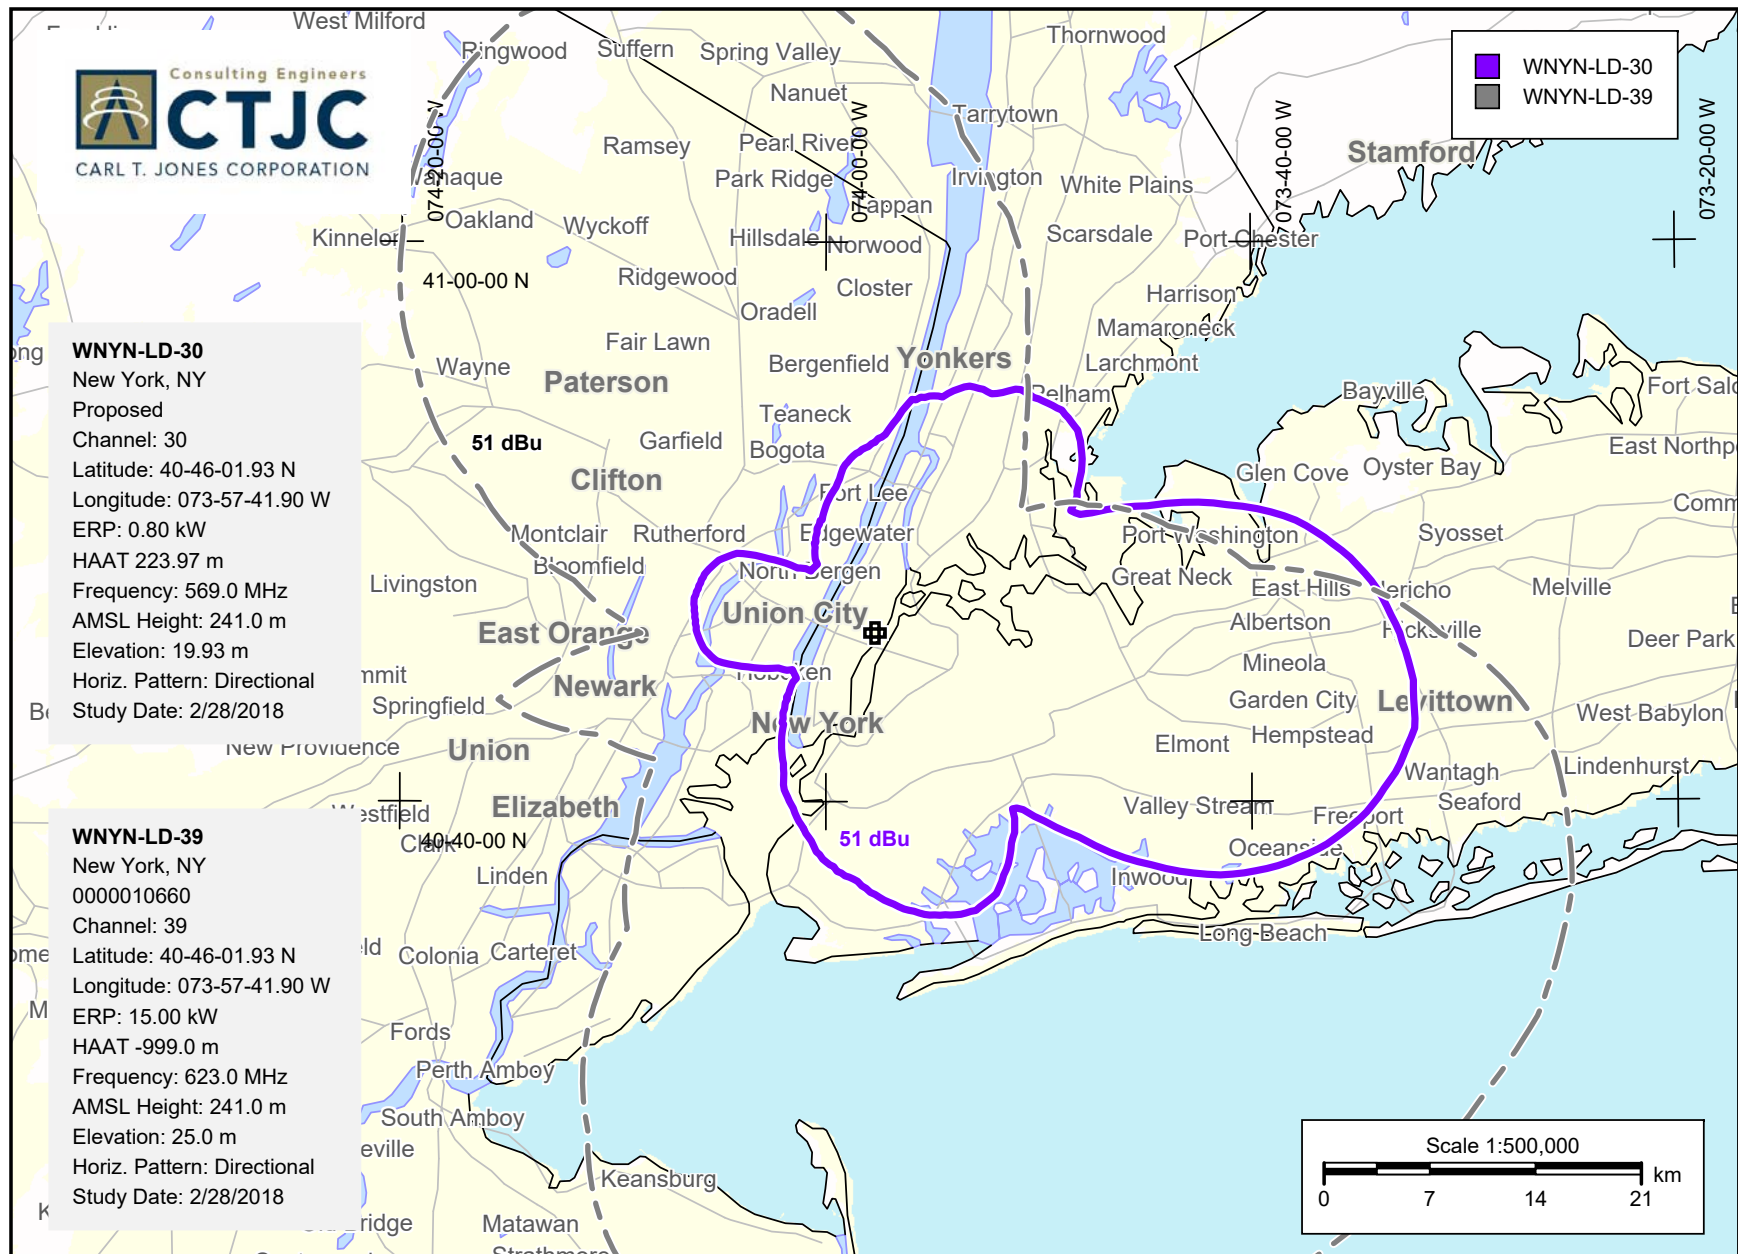 Consulting Engineers
CTJC
CARL T. JONES CORPORATION
WNYN-LD-30
WNYN-LD-39
West Milford
Ringwood
Suffern
Spring Valley
Thornwood
Nanuet
Tarrytown
074-20-00 W
074-00-00 W
073-40-00 W
073-20-00 W
Ramsey
Pearl River
Stamford
Park Ridge
Irvington
White Plains
Oakland
Wyckoff
Hillsdale
Norwood
Scarsdale
Port Chester
Kinnelon
41-00-00 N
Ridgewood
Closter
Harrison
Oradell
Mamaroneck
Fair Lawn
Bergenfield
Yonkers
Larchmont
Wayne
Paterson
Pelham
Bayville
Teaneck
51 dBu
Garfield
Bogota
Clifton
Fort Lee
Glen Cove
Oyster Bay
Montclair
Rutherford
Edgewater
Port Washington
Syosset
Bloomfield
North Bergen
Great Neck
East Hills
Jericho
Melville
Livingston
Union City
Albertson
Hicksville
East Orange
Deer Park
Mineola
Newark
Hoboken
Garden City
Levittown
Springfield
New York
West Babylon
New Providence
Union
Elmont
Hempstead
Wantagh
Lindenhurst
Westfield
Elizabeth
Valley Stream
Freeport
Seaford
Clark
40-40-00 N
51 dBu
Oceanside
Linden
Inwood
Long Beach
Colonia
Carteret
Fords
Perth Amboy
South Amboy
Keansburg
Matawan
WNYN-LD-30
New York, NY
Proposed
Channel: 30
Latitude: 40-46-01.93 N
Longitude: 073-57-41.90 W
ERP: 0.80 kW
HAAT 223.97 m
Frequency: 569.0 MHz
AMSL Height: 241.0 m
Elevation: 19.93 m
Horiz. Pattern: Directional
Study Date: 2/28/2018
WNYN-LD-39
New York, NY
0000010660
Channel: 39
Latitude: 40-46-01.93 N
Longitude: 073-57-41.90 W
ERP: 15.00 kW
HAAT -999.0 m
Frequency: 623.0 MHz
AMSL Height: 241.0 m
Elevation: 25.0 m
Horiz. Pattern: Directional
Study Date: 2/28/2018
Scale 1:500,000
km
0 7 14 21